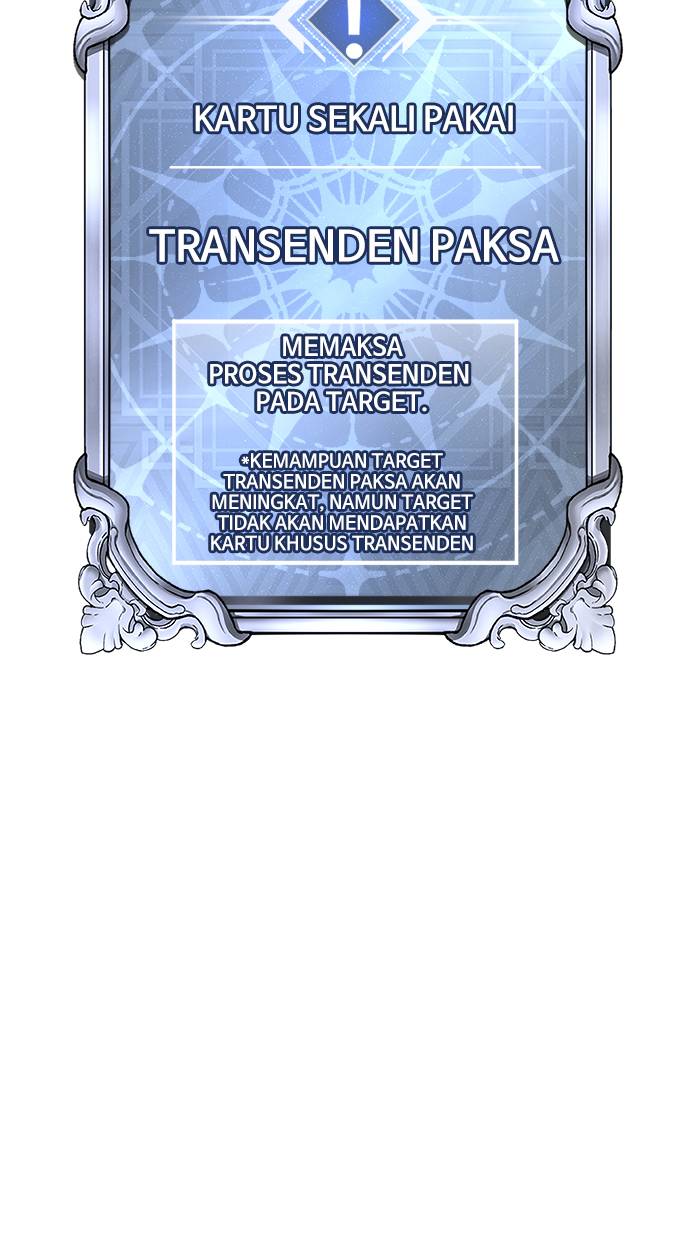 !
KARTU SEKALI PAKAI
TRANSENDEN PAKSA
MEMAKSA
PROSES TRANSENDEN
PADA TARGET.
*KEMAMPUAN TARGET
TRANSENDEN PAKSA AKAN
MENINGKAT, NAMUN TARGET
TIDAK AKAN MENDAPATKAN
KARTU KHUSUS TRANSENDEN